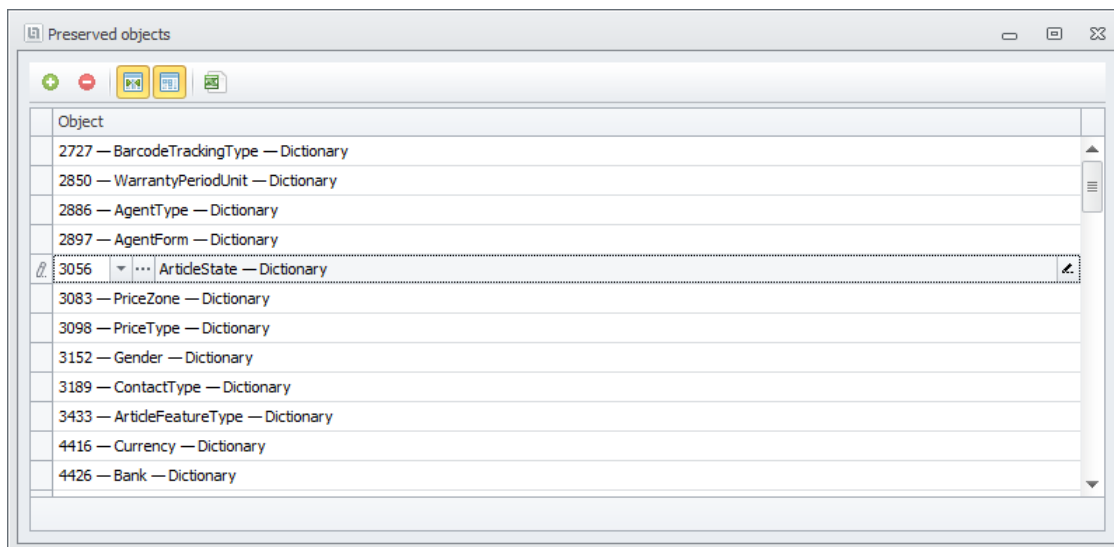 Preserved objects
Object
2727 — BarcodeTrackingType — Dictionary
2850 — WarrantyPeriodUnit — Dictionary
2886 — AgentType — Dictionary
2897 — AgentForm — Dictionary
3056 ArticleState — Dictionary
3083 — PriceZone — Dictionary
3098 — PriceType — Dictionary
3152 — Gender — Dictionary
3189 — ContactType — Dictionary
3433 — ArticleFeatureType — Dictionary
4416 — Currency — Dictionary
4426 — Bank — Dictionary